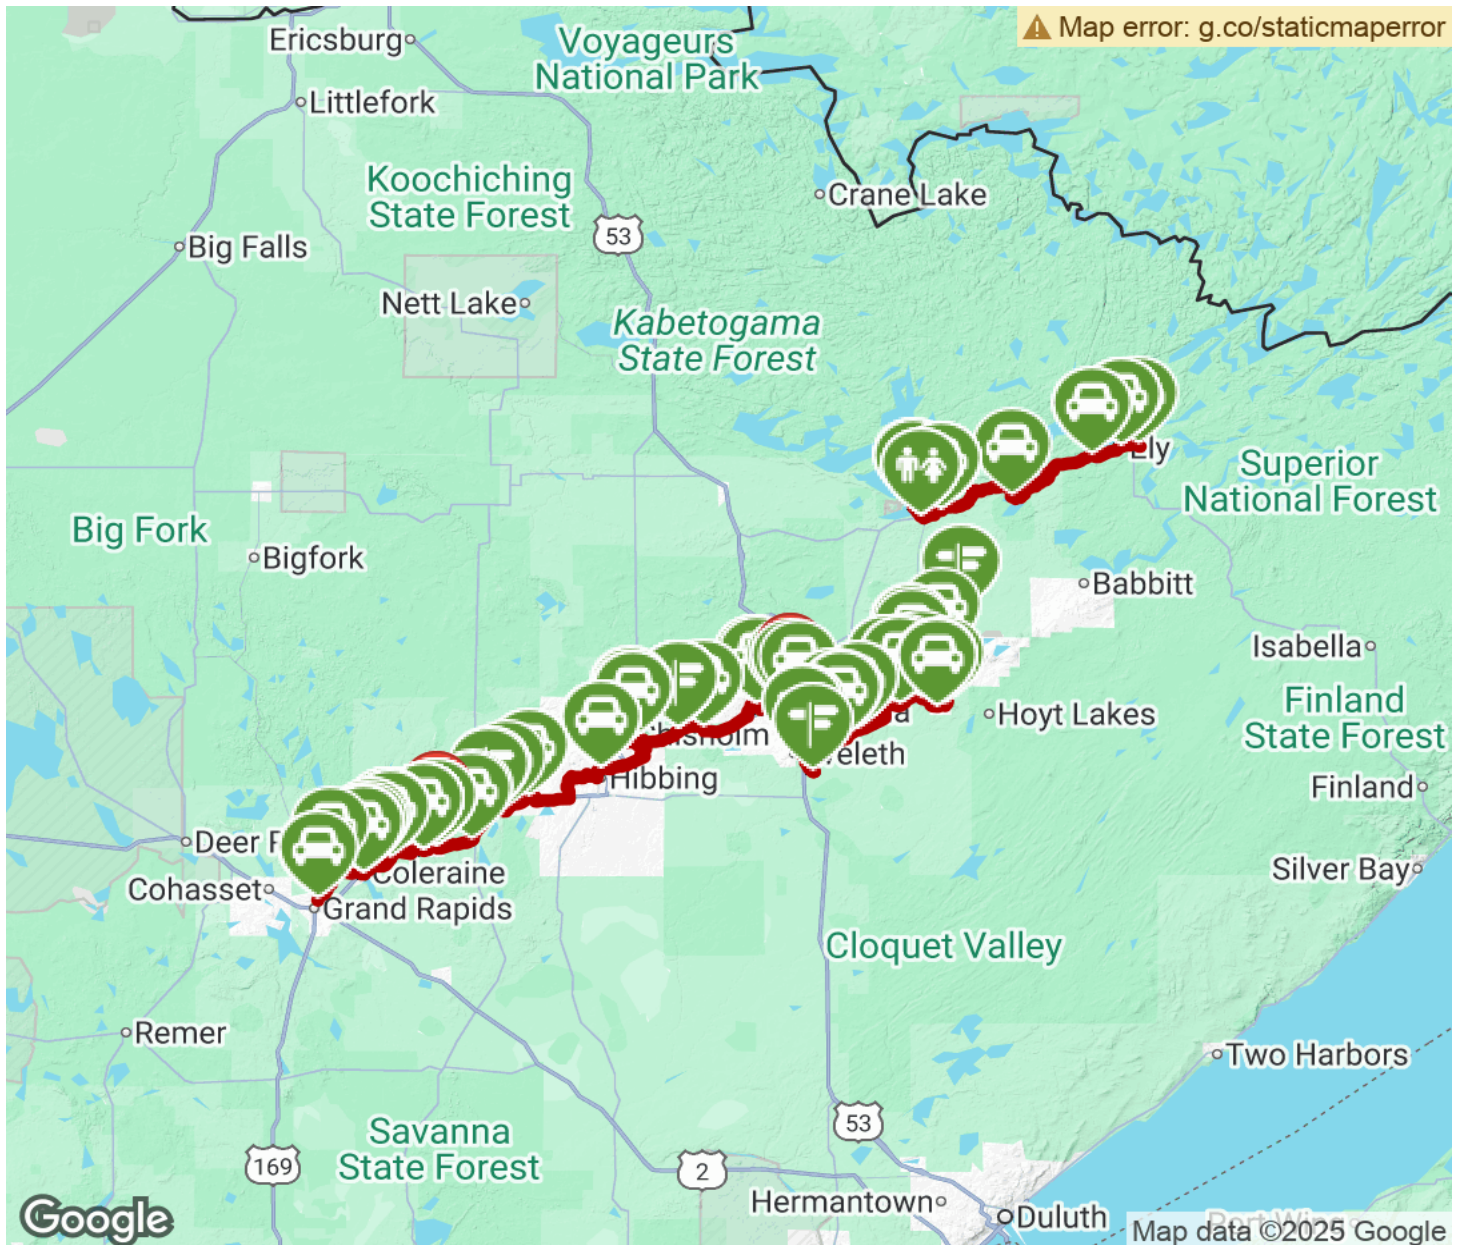 Map error: g.co/staticmaperror
Ericsburg
Voyageurs
National Park
Littlefork
Koochiching
State Forest
Crane Lake
53
Big Falls
Nett Lake
Kabetogama
State Forest
Ely
Superior
National Forest
Big Fork
Bigfork
Babbitt
Isabella
Finland
State Forest
Hoyt Lakes
Hibbing
Finland
Deer
Coleraine
Cohasset
Grand Rapids
Silver Bay
Cloquet Valley
Remer
Two Harbors
53
Savanna
State Forest
169
2
Hermantown
Duluth
Google
Map data ©2025 Google